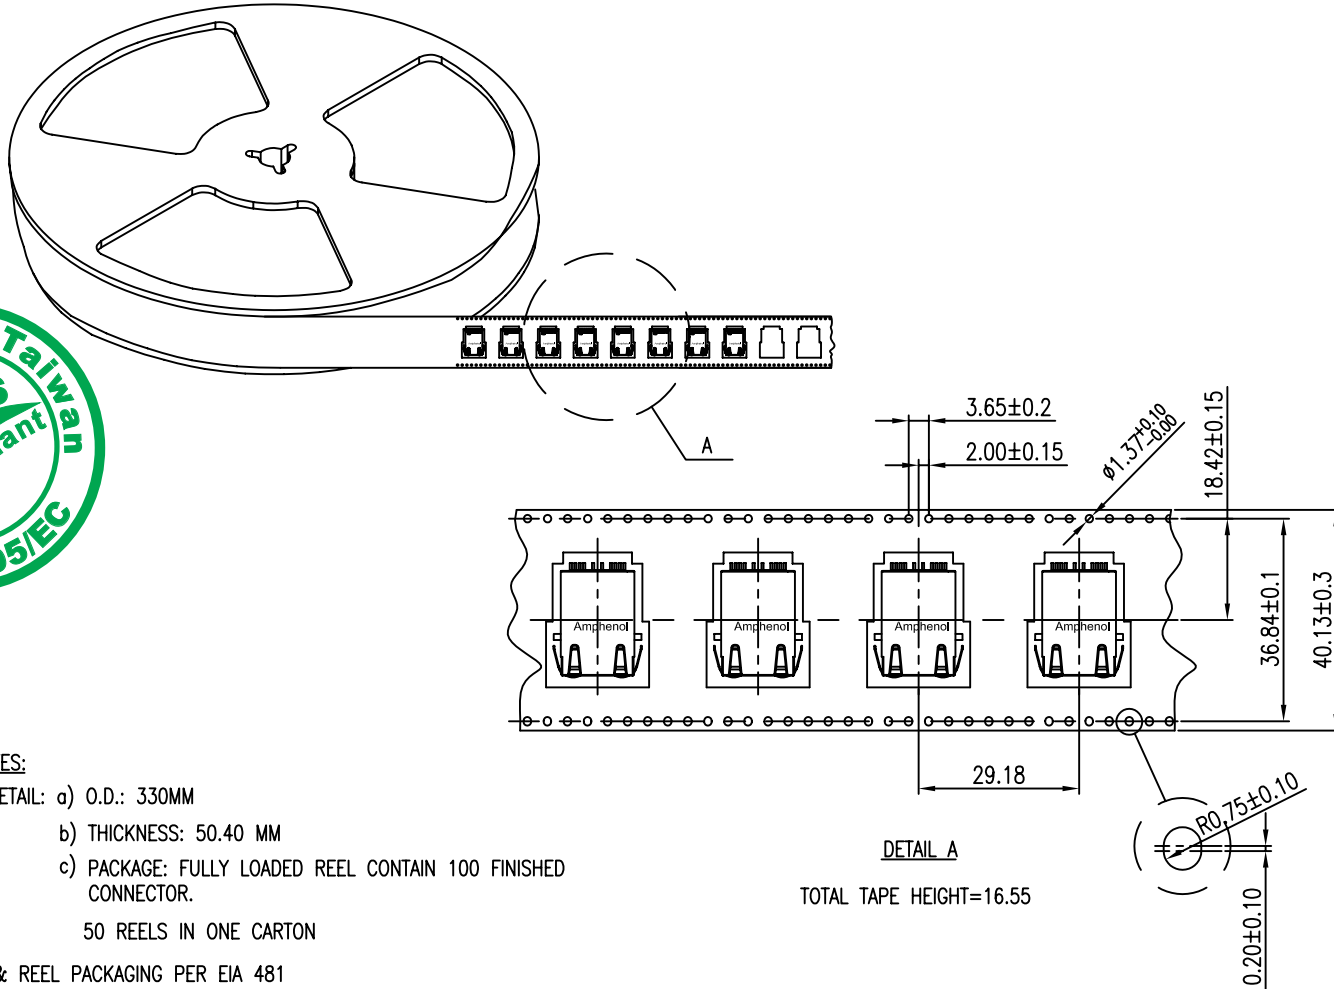 Taiwan
ant
95/EC
A
3.65±0.2
2.00±0.15
ø1.37+0.10
-0.00
18.42±0.15
36.84±0.1
40.13±0.3
Amphenol Amphenol Amphenol Amphenol
29.18
R0.75±0.10
0.20±0.10
DETAIL A
TOTAL TAPE HEIGHT=16.55
ES:
ETAIL: a) O.D.: 330MM
b) THICKNESS: 50.40 MM
c) PACKAGE: FULLY LOADED REEL CONTAIN 100 FINISHED
CONNECTOR.
50 REELS IN ONE CARTON
& REEL PACKAGING PER EIA 481